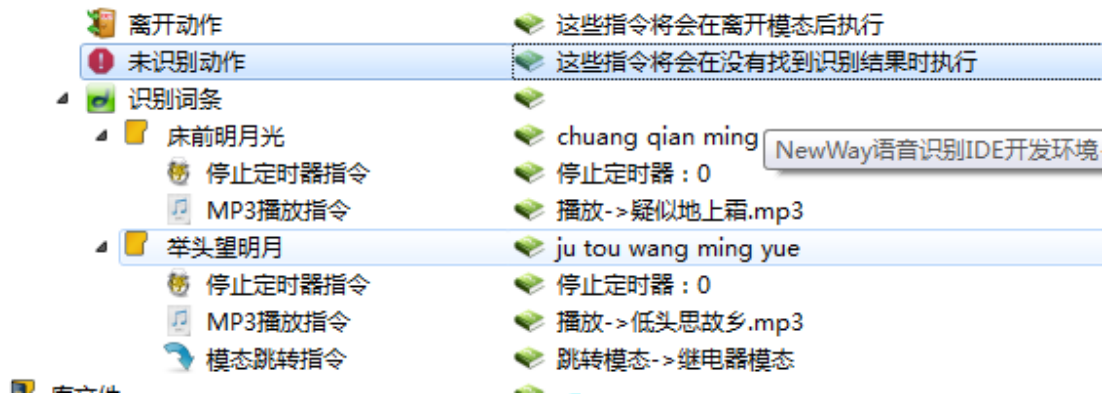 离开动作 这些指令将会在离开模态后执行
未识别动作 这些指令将会在没有找到识别结果时执行
识别词条
床前明月光 chuang qian ming
NewWay语音识别IDE开发环境
停止定时器指令 停止定时器：0
MP3播放指令 播放->疑似地上霜.mp3
举头望明月 ju tou wang ming yue
停止定时器指令 停止定时器：0
MP3播放指令 播放->低头思故乡.mp3
模态跳转指令 跳转模态->继电器模态